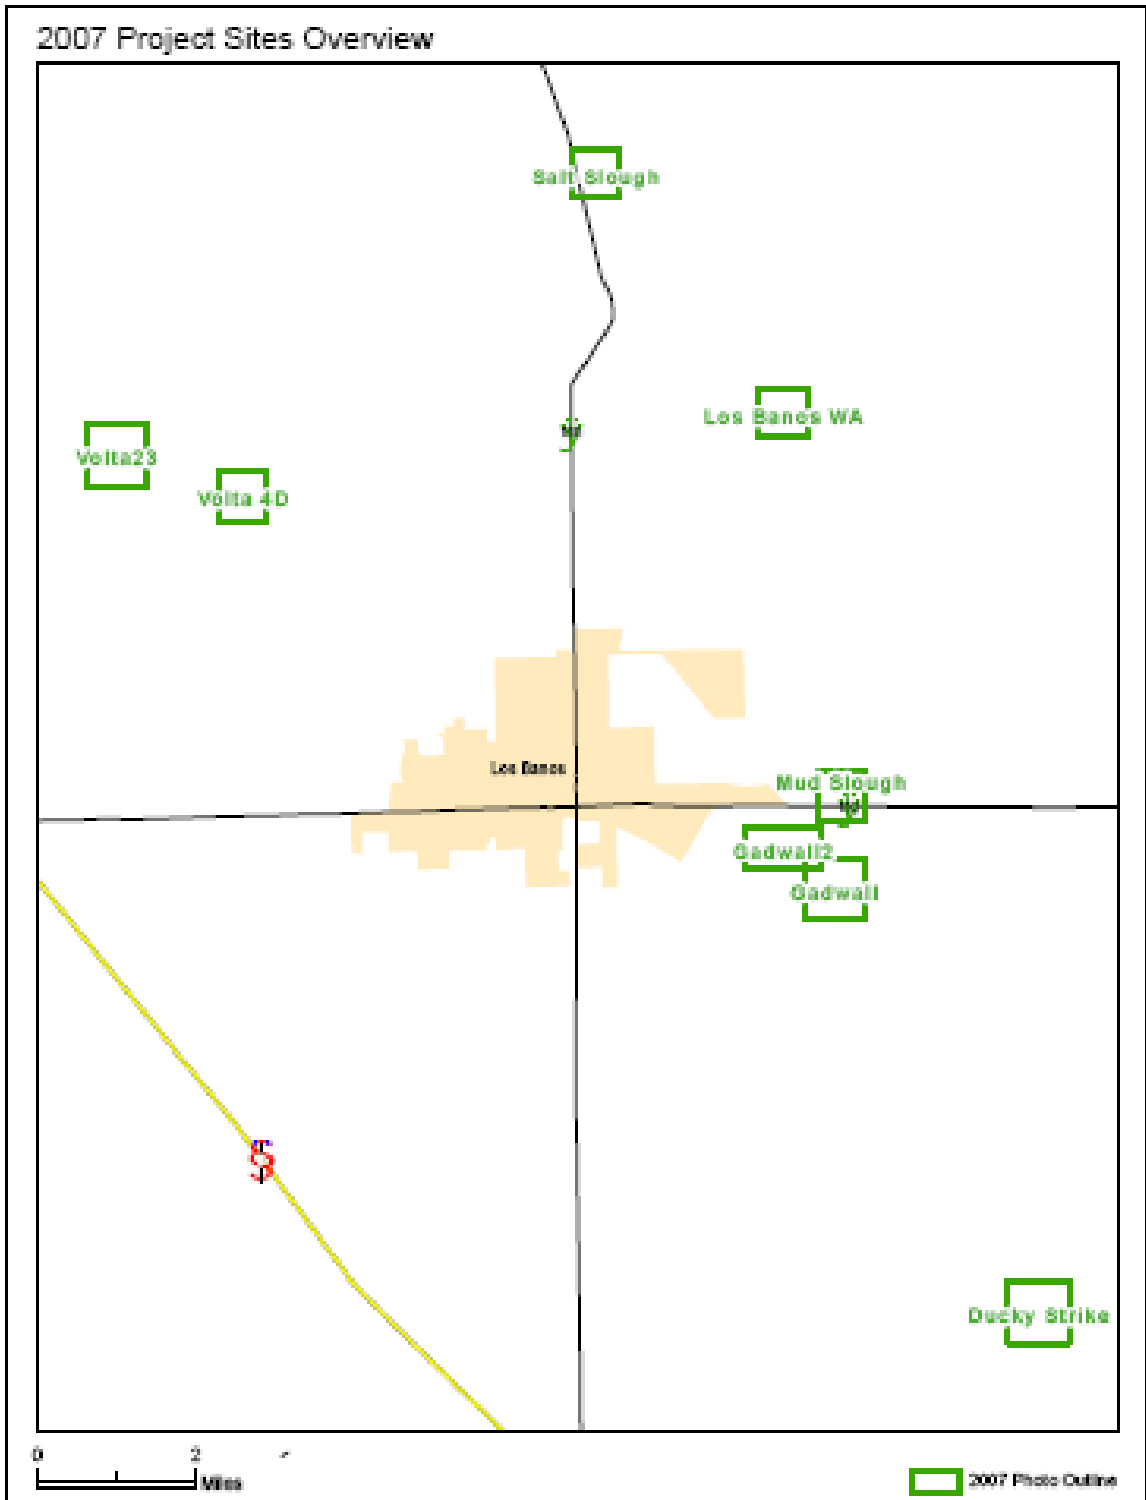 2007 Project Sites Overview
Salt Slough
Los Banos WA
Volta23
Volta 4D
Los Banos
Mud Slough
Gadwall2
Gadwall
Ducky Strike
0 2
Miles
2007 Photo Outline